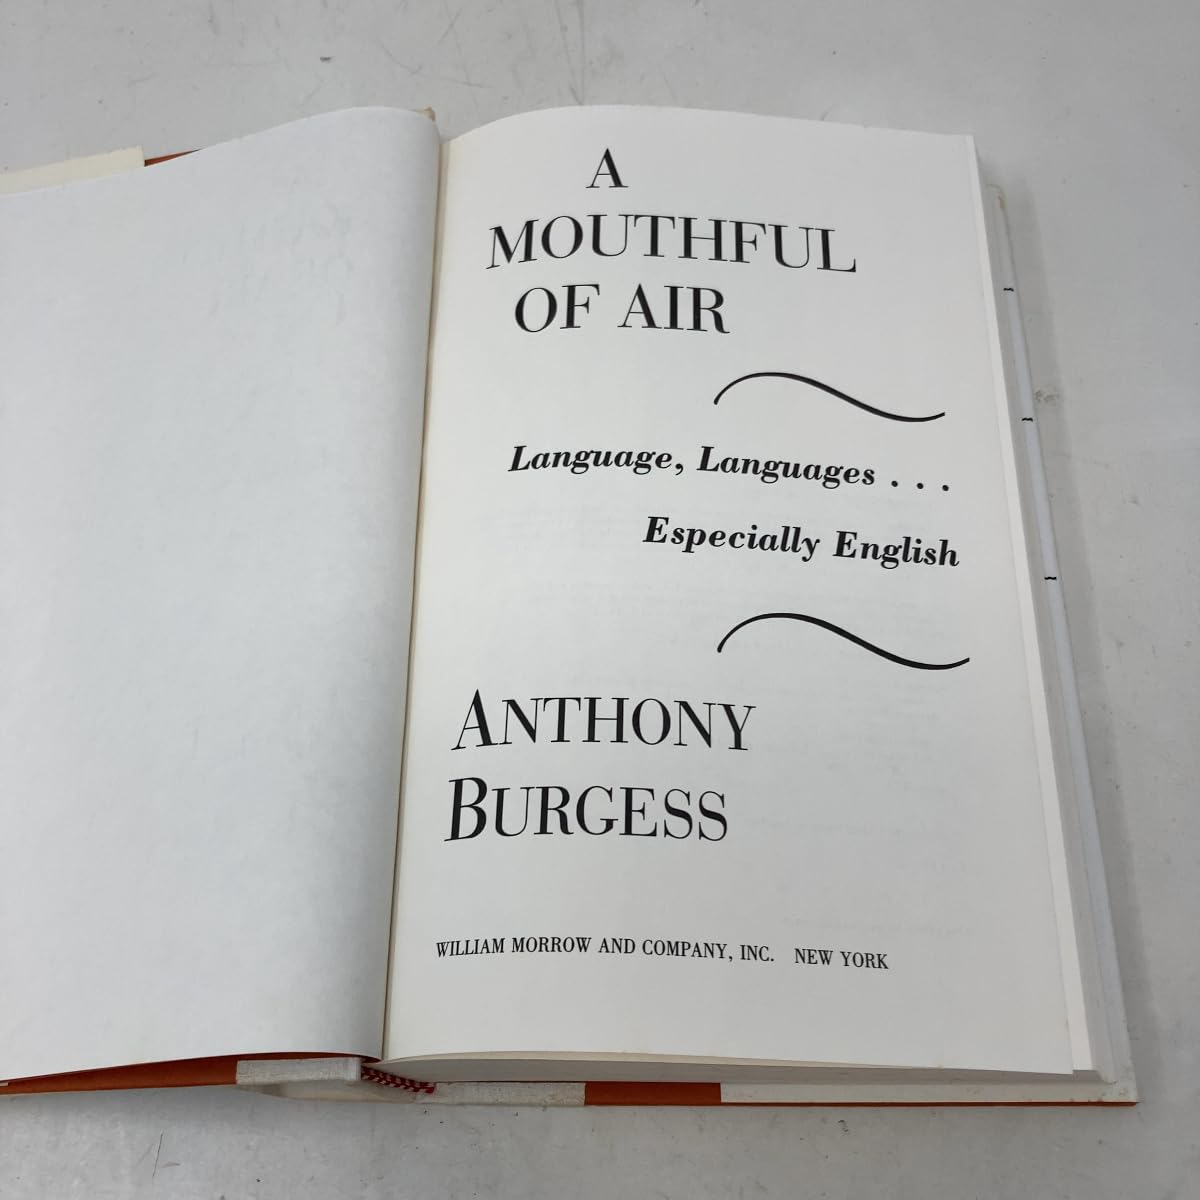 A
MOUTHFUL
OF AIR
Language, Languages . . .
Especially English
ANTHONY
BURGESS
WILLIAM MORROW AND COMPANY, INC. NEW YORK